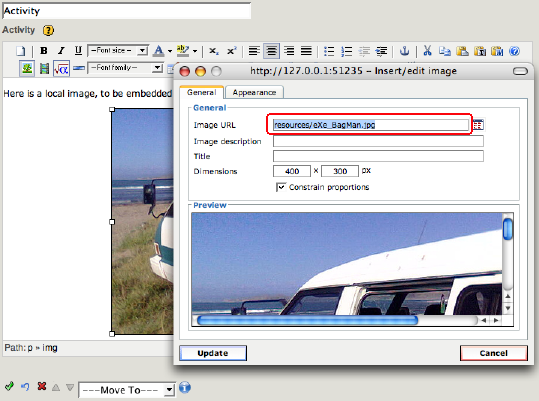 Activity
Activity ?
B I U --Font size-- A ab
--Font family--
Here is a local image, to be embedded
http://127.0.0.1:51235 – Insert/edit image
General Appearance
General
Image URL resources/eXe_BagMan.jpg
Image description
Title
Dimensions 400 x 300 px
Constrain proportions
Preview
Update Cancel
Path: p » img
---Move To---